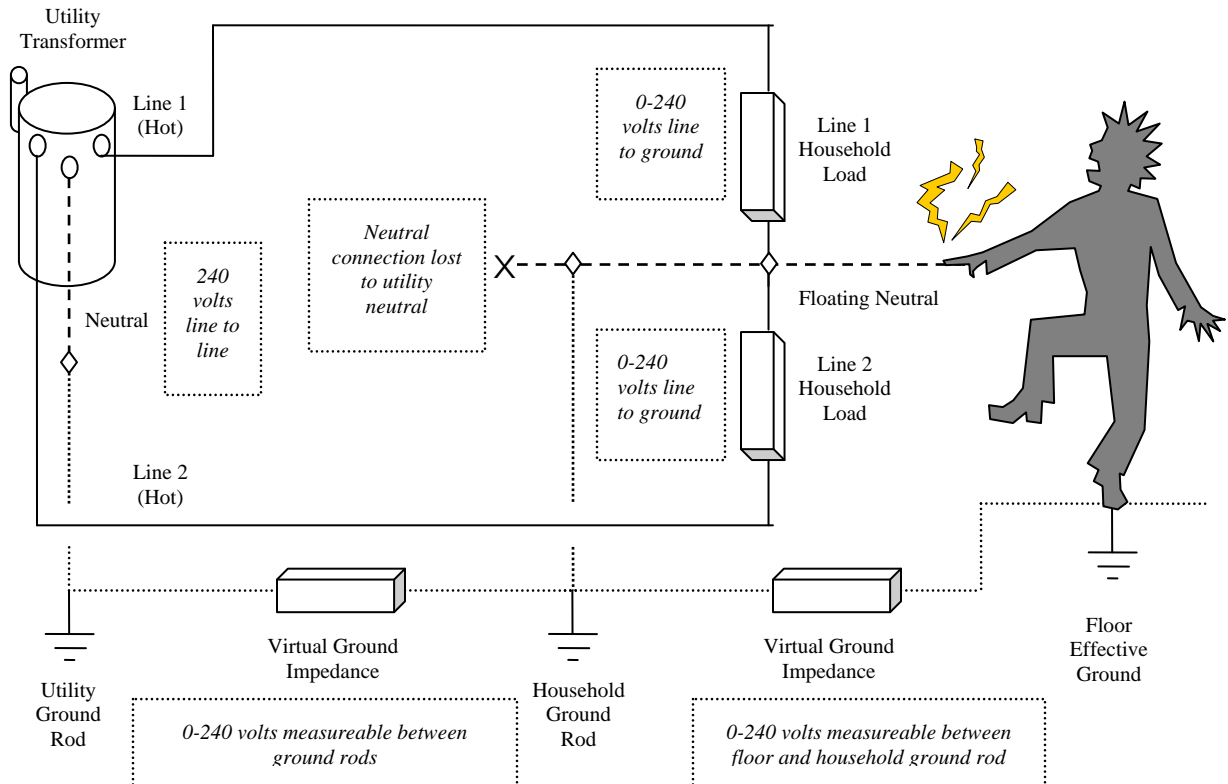 Utility
Transformer
Line 1
(Hot)
0-240
volts line
to ground
Line 1
Household
Load
Neutral
connection lost
to utility
neutral
X
240
volts
line to
line
Neutral
Floating Neutral
0-240
volts line
to ground
Line 2
Household
Load
Line 2
(Hot)
Virtual Ground
Impedance
Virtual Ground
Impedance
Floor
Effective
Ground
Utility
Ground
Rod
Household
Ground
Rod
0-240 volts measureable between
ground rods
0-240 volts measureable between
floor and household ground rod